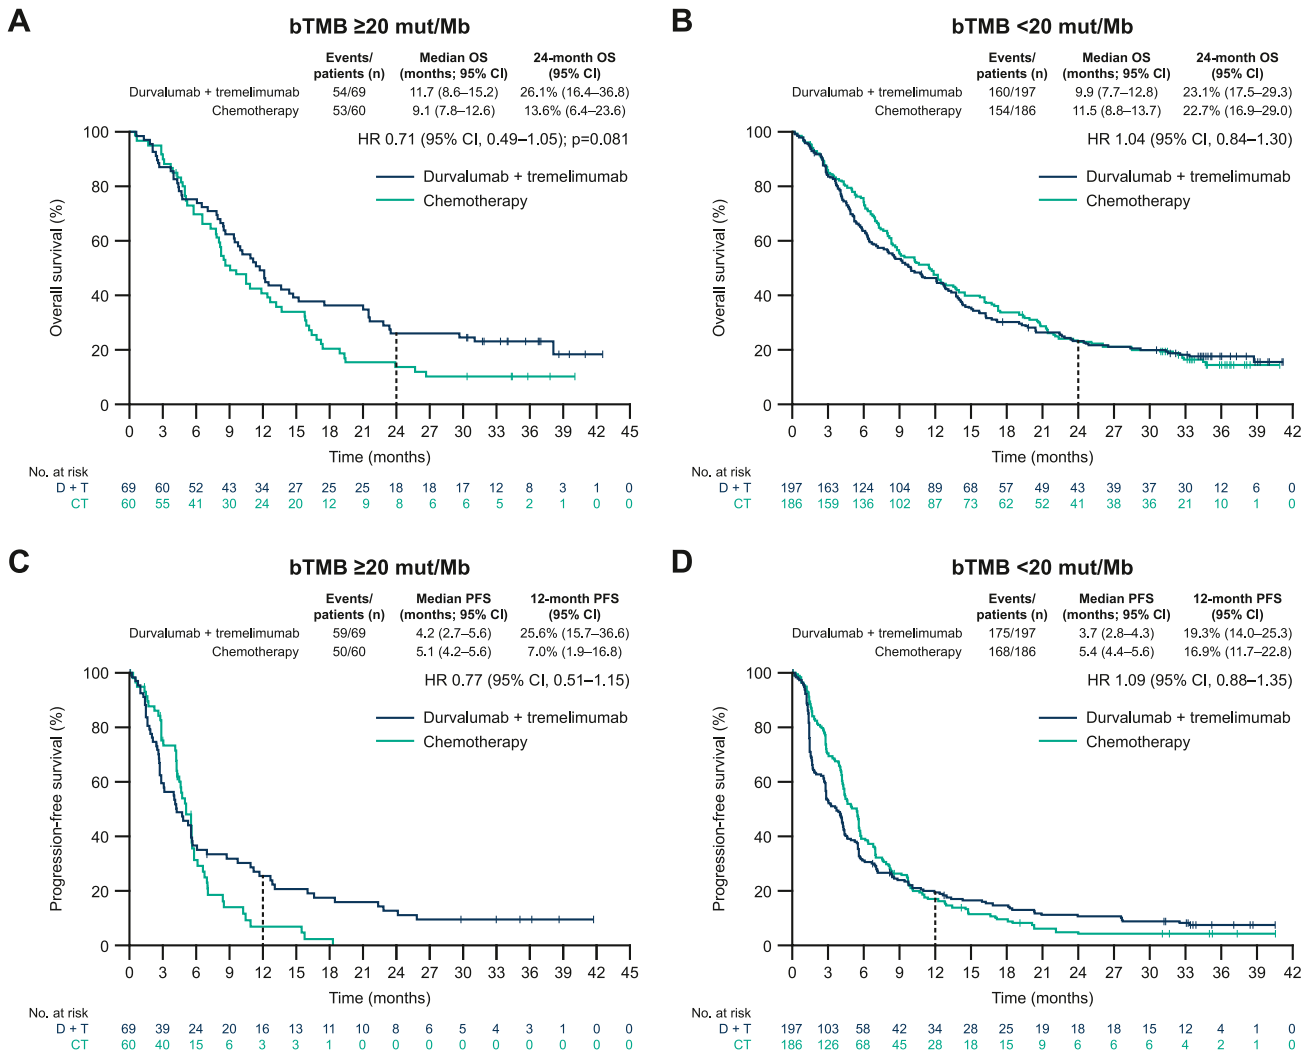 A
bTMB ≥20 mut/Mb
Events/ Median OS 24-month OS
patients (n) (months; 95% CI) (95% CI)
Durvalumab + tremelimumab 54/69 11.7 (8.6–15.2) 26.1% (16.4–36.8)
Chemotherapy 53/60 9.1 (7.8–12.6) 13.6% (6.4–23.6)
HR 0.71 (95% CI, 0.49–1.05); p=0.081
Durvalumab + tremelimumab
Chemotherapy
Overall survival (%)
100
80
60
40
20
0
0 3 6 9 12 15 18 21 24 27 30 33 36 39 42 45
Time (months)
No. at risk
D + T 69 60 52 43 34 27 25 25 18 18 17 12 8 3 1 0
CT 60 55 41 30 24 20 12 9 8 6 6 5 2 1 0 0
B
bTMB <20 mut/Mb
Events/ Median OS 24-month OS
patients (n) (months; 95% CI) (95% CI)
Durvalumab + tremelimumab 160/197 9.9 (7.7–12.8) 23.1% (17.5–29.3)
Chemotherapy 154/186 11.5 (8.8–13.7) 22.7% (16.9–29.0)
HR 1.04 (95% CI, 0.84–1.30)
Durvalumab + tremelimumab
Chemotherapy
Overall survival (%)
100
80
60
40
20
0
0 3 6 9 12 15 18 21 24 27 30 33 36 39 42
Time (months)
No. at risk
D + T 197 163 124 104 89 68 57 49 43 39 37 30 12 6 0
CT 186 159 136 102 87 73 62 52 41 38 36 21 10 1 0
C
bTMB ≥20 mut/Mb
Events/ Median PFS 12-month PFS
patients (n) (months; 95% CI) (95% CI)
Durvalumab + tremelimumab 59/69 4.2 (2.7–5.6) 25.6% (15.7–36.6)
Chemotherapy 50/60 5.1 (4.2–5.6) 7.0% (1.9–16.8)
HR 0.77 (95% CI, 0.51–1.15)
Durvalumab + tremelimumab
Chemotherapy
Progression-free survival (%)
100
80
60
40
20
0
0 3 6 9 12 15 18 21 24 27 30 33 36 39 42 45
Time (months)
No. at risk
D + T 69 39 24 20 16 13 11 10 8 6 5 4 3 1 0 0
CT 60 40 15 6 3 3 1 0 0 0 0 0 0 0 0 0
D
bTMB <20 mut/Mb
Events/ Median PFS 12-month PFS
patients (n) (months; 95% CI) (95% CI)
Durvalumab + tremelimumab 175/197 3.7 (2.8–4.3) 19.3% (14.0–25.3)
Chemotherapy 168/186 5.4 (4.4–5.6) 16.9% (11.7–22.8)
HR 1.09 (95% CI, 0.88–1.35)
Durvalumab + tremelimumab
Chemotherapy
Progression-free survival (%)
100
80
60
40
20
0
0 3 6 9 12 15 18 21 24 27 30 33 36 39 42
Time (months)
No. at risk
D + T 197 103 58 42 34 28 25 19 18 18 15 12 4 1 0
CT 186 126 68 45 28 18 15 9 6 6 6 4 2 1 0